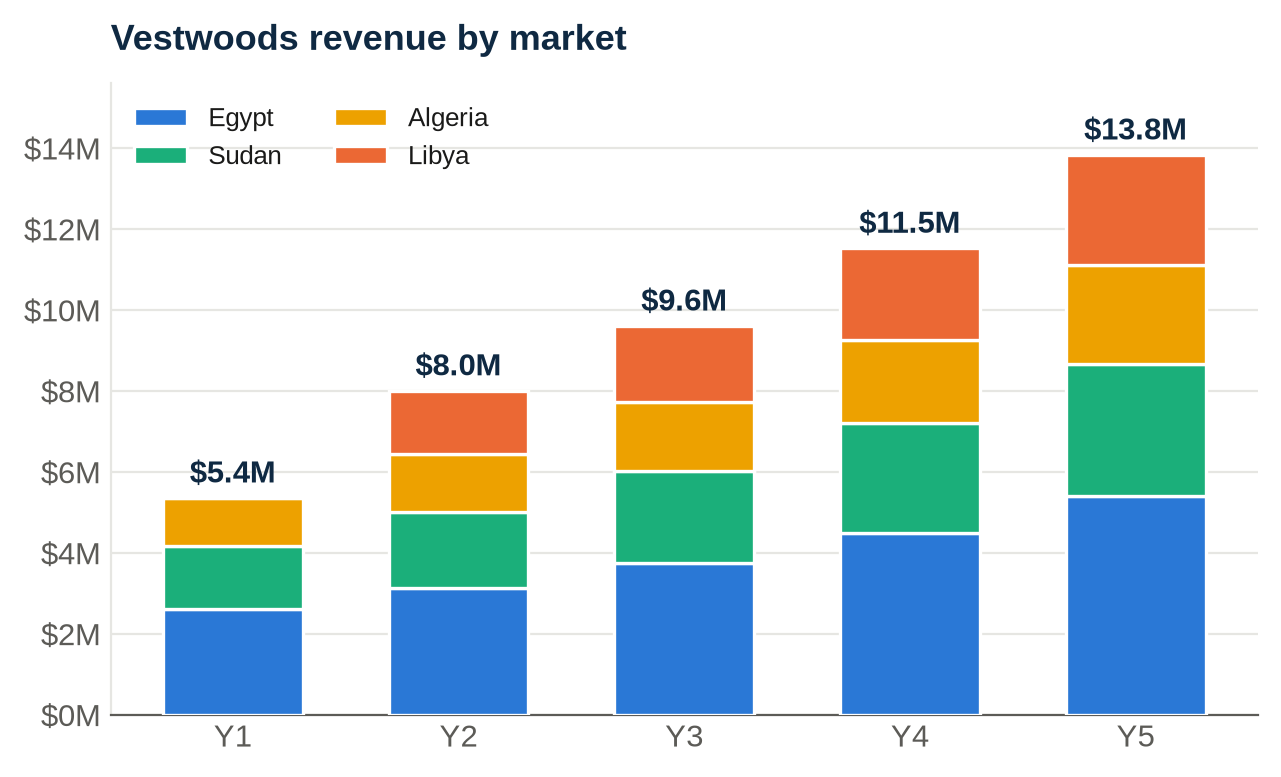 Vestwoods revenue by market
Egypt
Algeria
Sudan
Libya
$14M
$12M
$10M
$8M
$6M
$4M
$2M
$0M
$5.4M
$8.0M
$9.6M
$11.5M
$13.8M
Y1
Y2
Y3
Y4
Y5